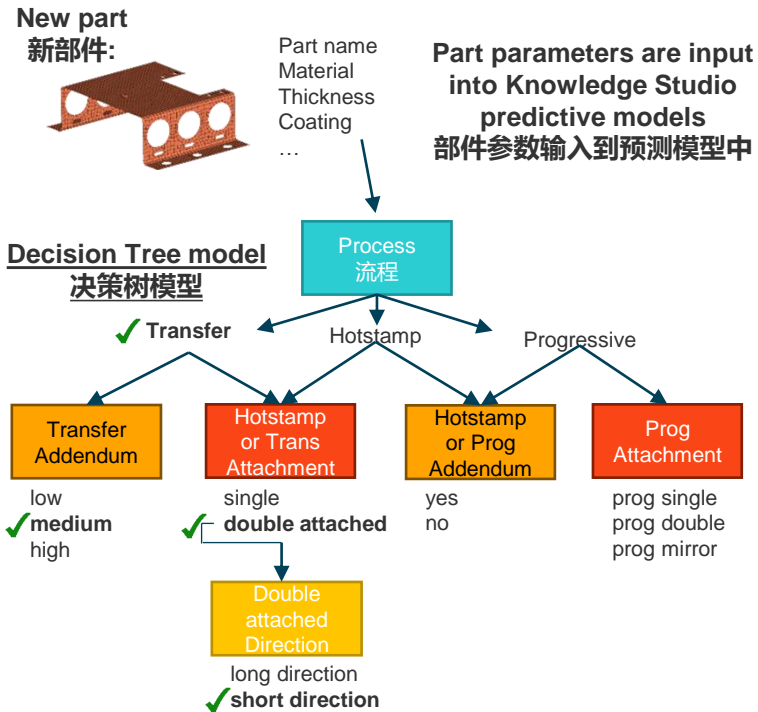 New part
新部件:
Part name
Material
Thickness
Coating
…
Part parameters are input
into Knowledge Studio
predictive models
部件参数输入到预测模型中
Decision Tree model
决策树模型
Process
流程
Transfer
Hotstamp
Progressive
Transfer
Addendum
low
medium
high
Hotstamp
or Trans
Attachment
single
double attached
Hotstamp
or Prog
Addendum
yes
no
Prog
Attachment
prog single
prog double
prog mirror
Double
attached
Direction
long direction
short direction